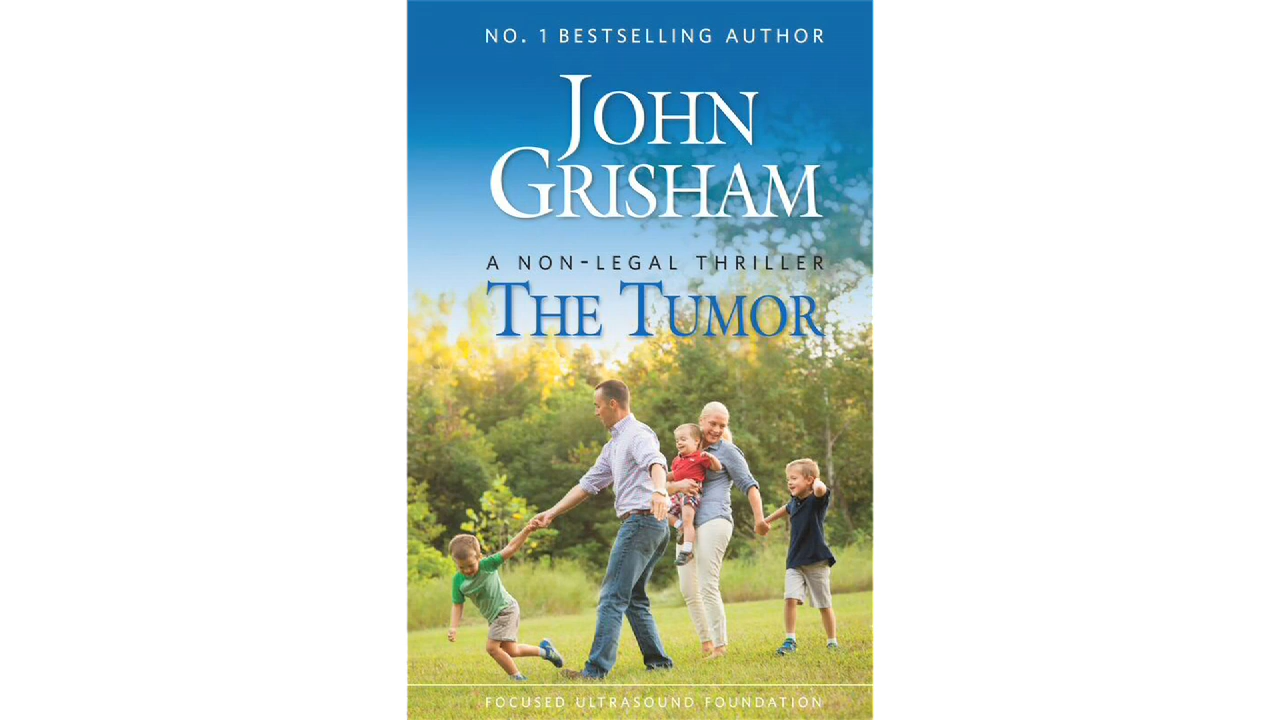 NO. 1 BESTSELLING AUTHOR
JOHN
GRISHAM
A NON-LEGAL THRILLER
THE TUMOR
FOCUSED ULTRASOUND FOUNDATION